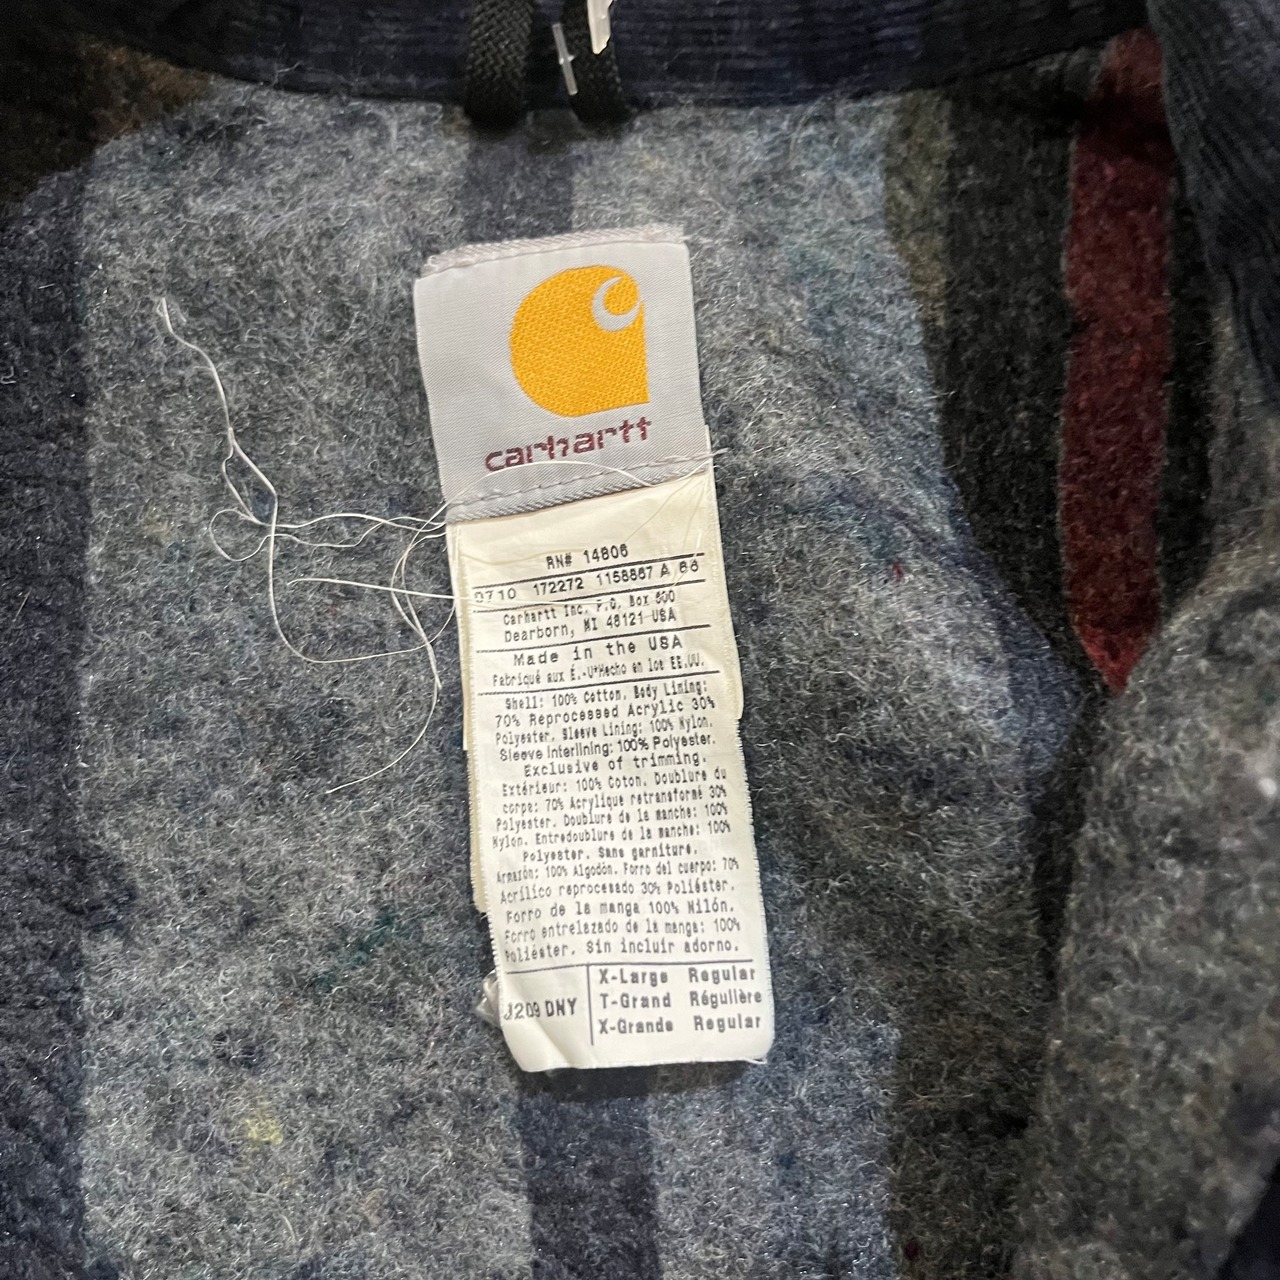 carhartt
RN# 14806
0710 172272 1158867 A 66
Carhartt Inc. P.O. Box 600
Dearborn, MI 48121 USA
Made in the USA
Fabriqué aux É.-U*Hecho en los EE.UU.
Shell: 100% Cotton. Body Lining:
70% Reprocessed Acrylic 30%
Polyester. Sleeve Lining: 100% Nylon.
Sleeve Interlining: 100% Polyester.
Exclusive of trimming.
Extérieur: 100% Coton. Doublure du
corps: 70% Acrylique retransformé 30%
Polyester. Doublure de la manche: 100%
Nylon. Entredoublure de la manche: 100%
Polyester. Sans garniture.
Armazón: 100% Algodón. Forro del cuerpo: 70%
Acrílico reprocesado 30% Poliéster.
Forro de la manga 100% Nilón.
Forro entrelazado de la manga: 100%
Poliéster. Sin incluir adorno.
J209 DNY
X-Large Regular
T-Grand Régulière
X-Grande Regular